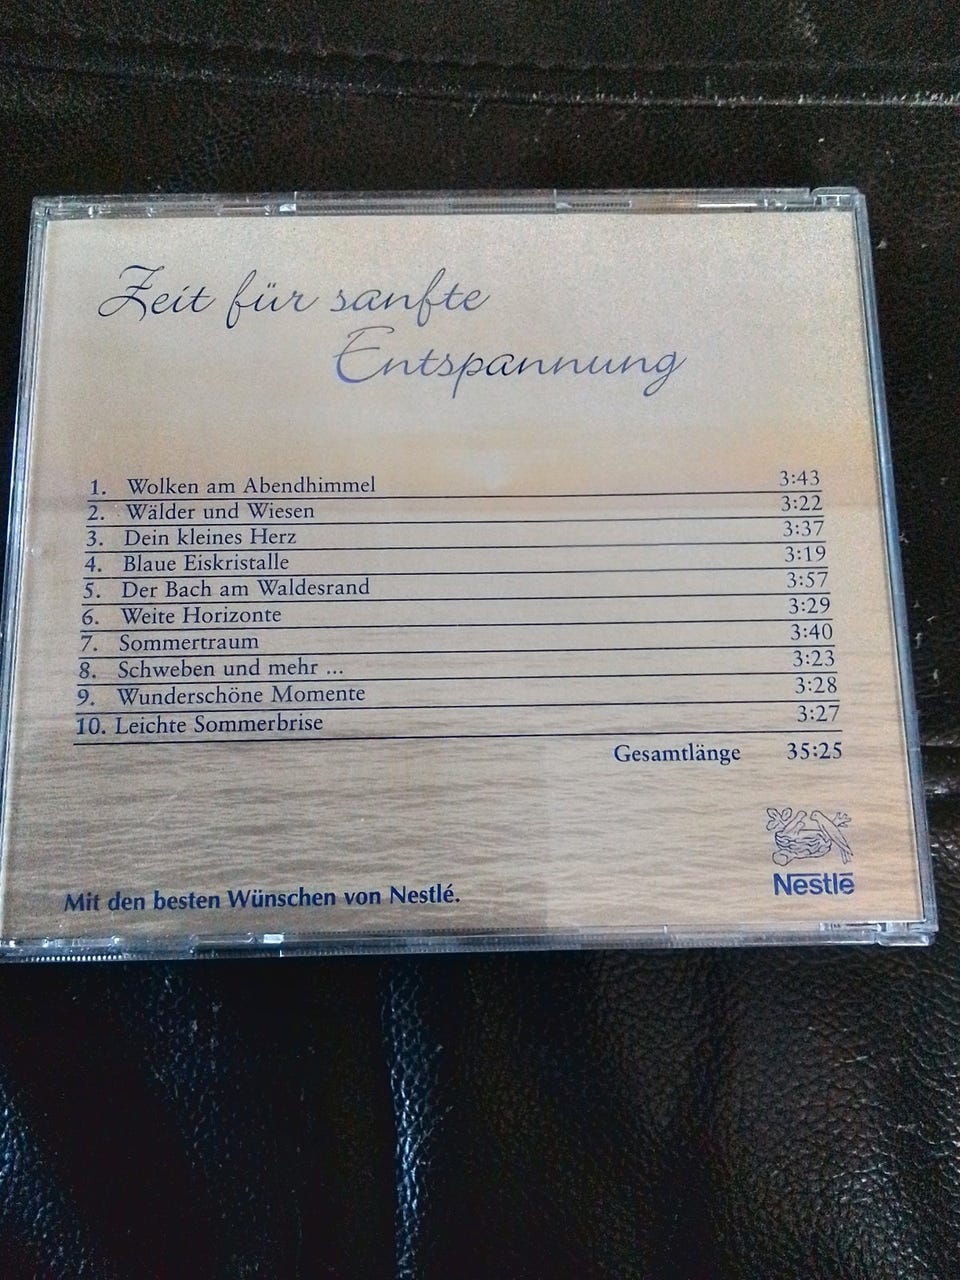 Zeit für sanfte
Entspannung
1. Wolken am Abendhimmel 3:43
2. Wälder und Wiesen 3:22
3. Dein kleines Herz 3:37
4. Blaue Eiskristalle 3:19
5. Der Bach am Waldesrand 3:57
6. Weite Horizonte 3:29
7. Sommertraum 3:40
8. Schweben und mehr ... 3:23
9. Wunderschöne Momente 3:28
10. Leichte Sommerbrise 3:27
Gesamtlänge 35:25
Mit den besten Wünschen von Nestlé.
Nestlé